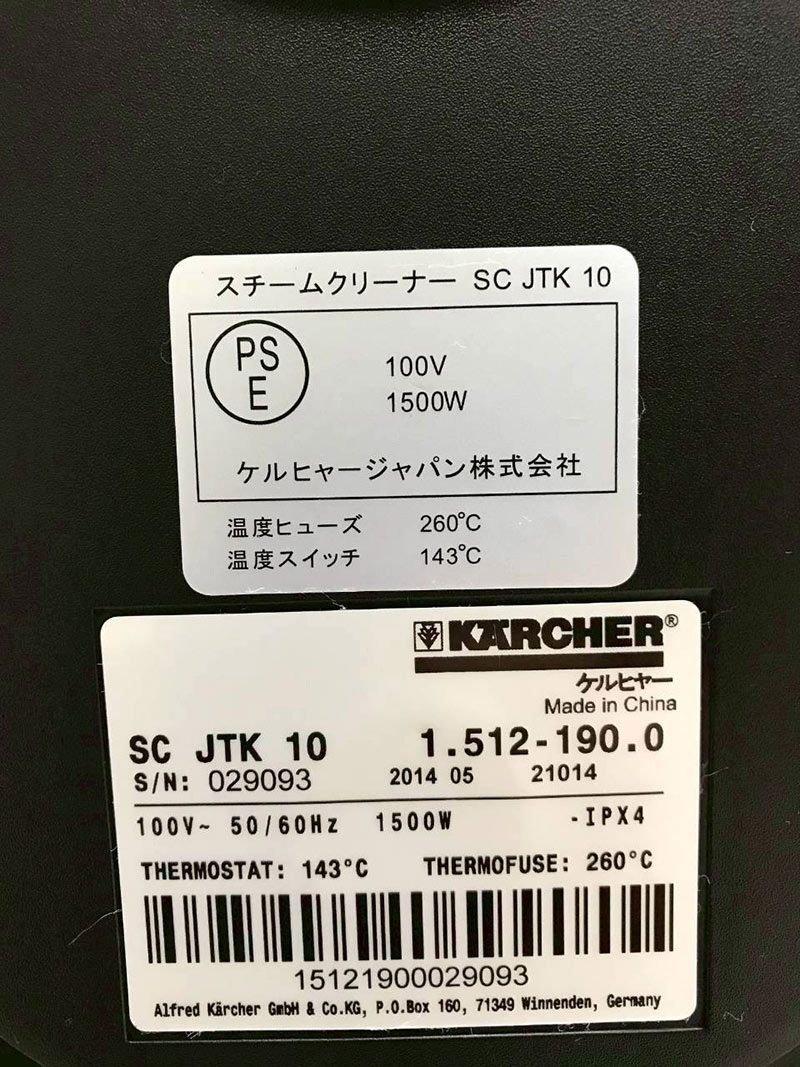 スチームクリーナー SC JTK 10
PS
E
100V
1500W
ケルヒャージャパン株式会社
温度ヒューズ 260℃
温度スイッチ 143℃
KÄRCHER®
ケルヒャー
Made in China
SC JTK 10 1.512-190.0
S/N: 029093 2014 05 21014
100V~ 50/60Hz 1500W -IPX4
THERMOSTAT: 143°C THERMOFUSE: 260°C
15121900029093
Alfred Kärcher GmbH & Co.KG, P.O.Box 160, 71349 Winnenden, Germany